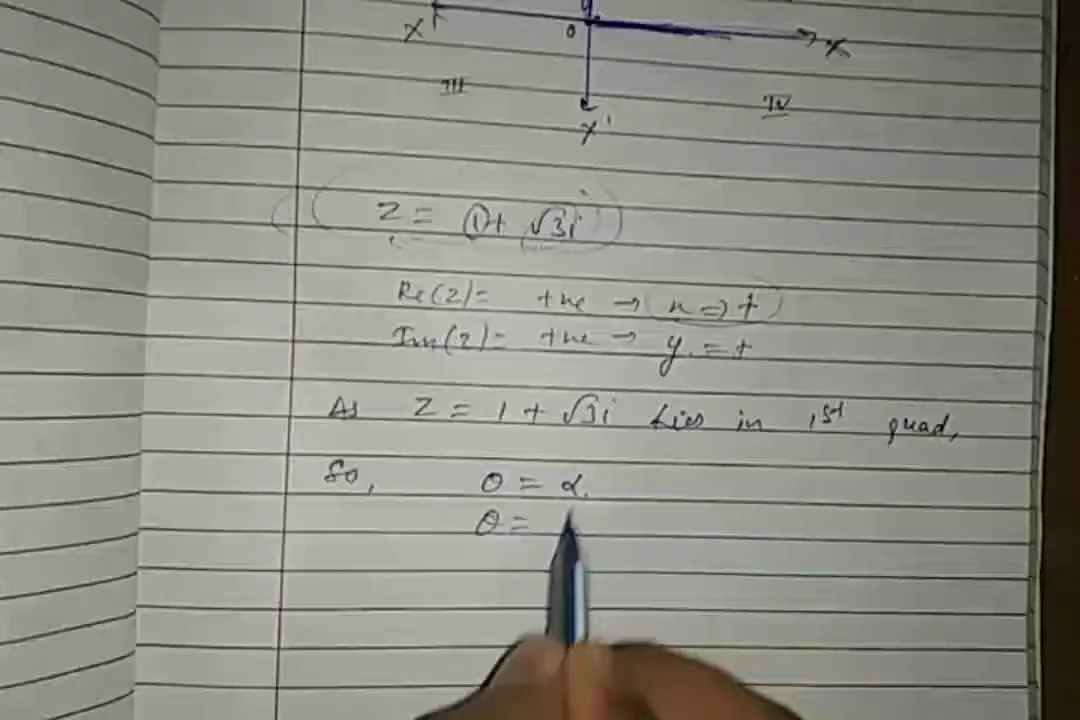 X' O X
III IV
Y'
Z = 1 + √3i
Re(Z) = +ve → x ⇒ +
Im(Z) = +ve → y = +
As Z = 1 + √3i Lies in 1st quad,
So, θ = α.
θ =